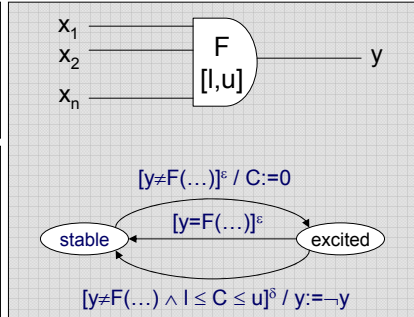 x₁
x₂
xₙ
F
[l,u]
y
[y≠F(…)]ᵋ / C:=0
[y=F(…)]ᵋ
stable
excited
[y≠F(…) ∧ l ≤ C ≤ u]ᵟ / y:=¬y